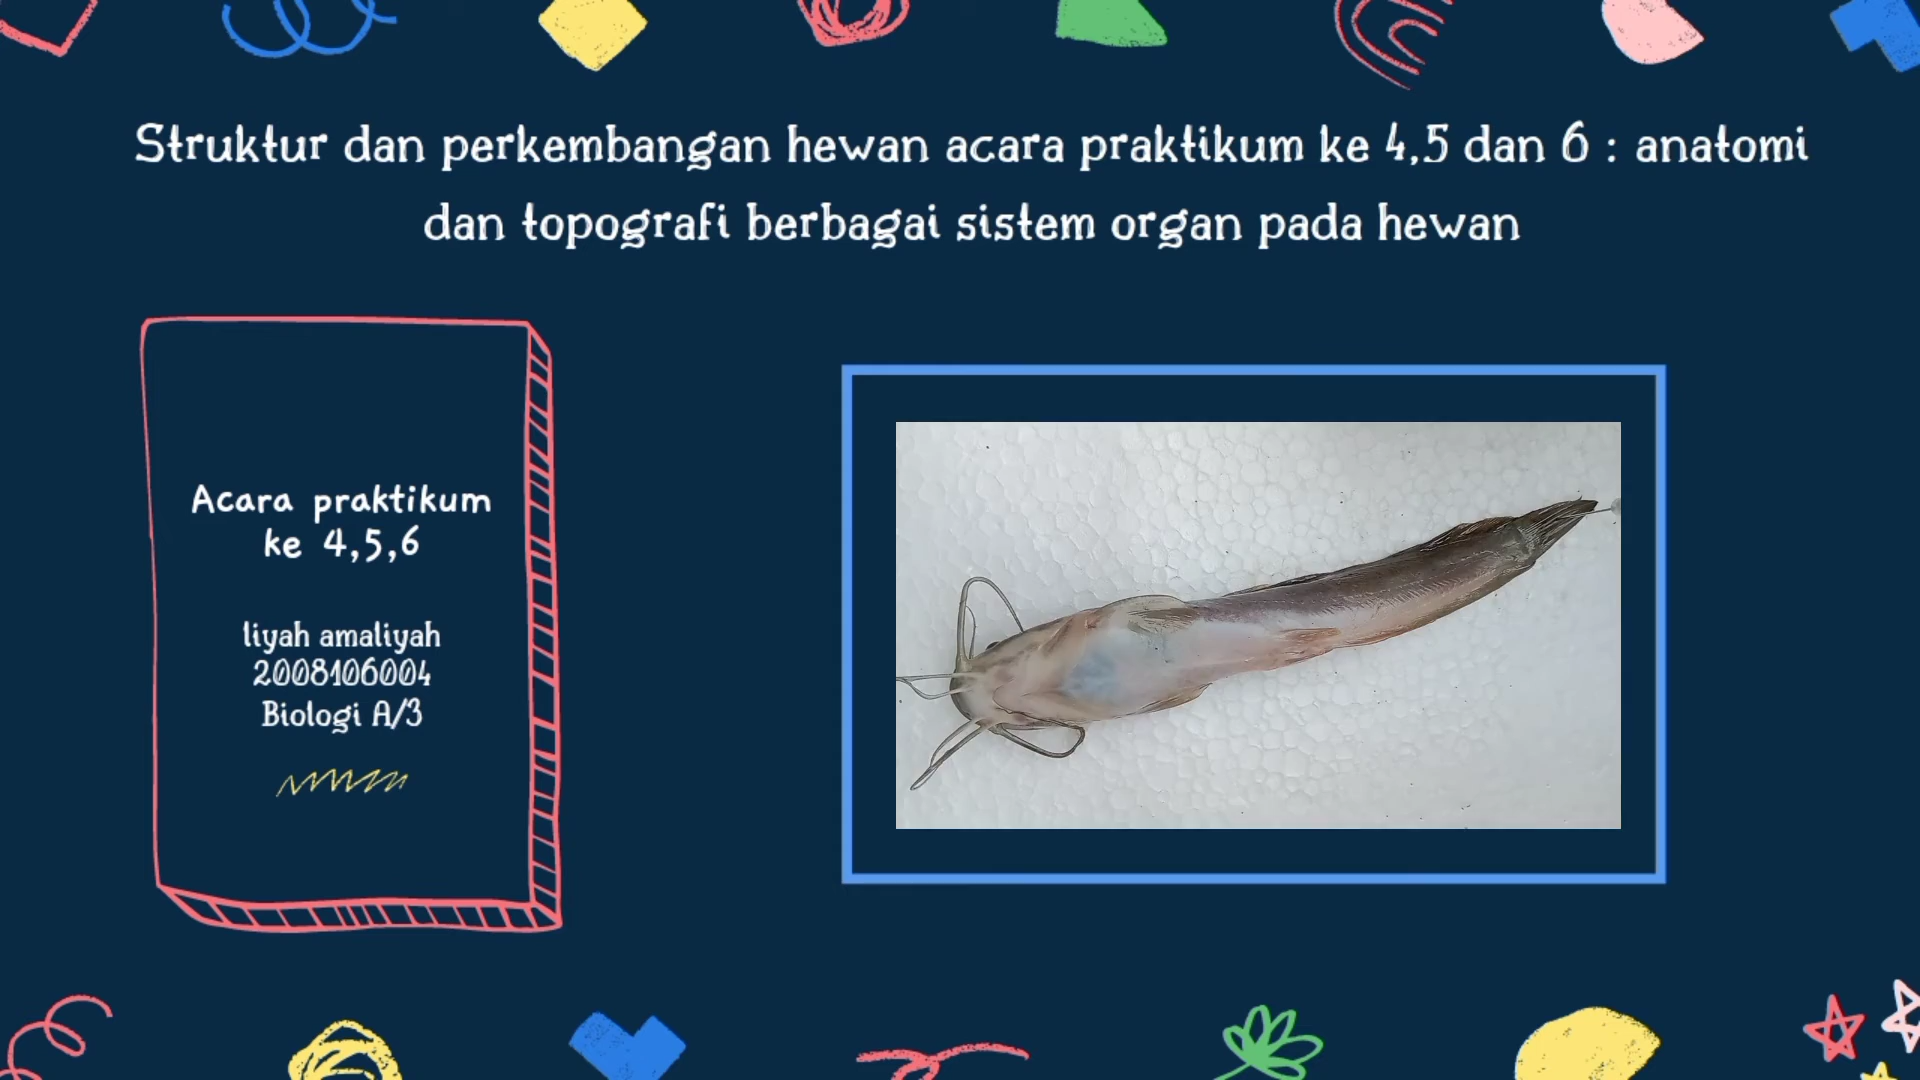 Struktur dan perkembangan hewan acara praktikum ke 4,5 dan 6 : anatomi
dan topografi berbagai sistem organ pada hewan
Acara praktikum
ke 4,5,6
liyah amaliyah
2008106004
Biologi A/3